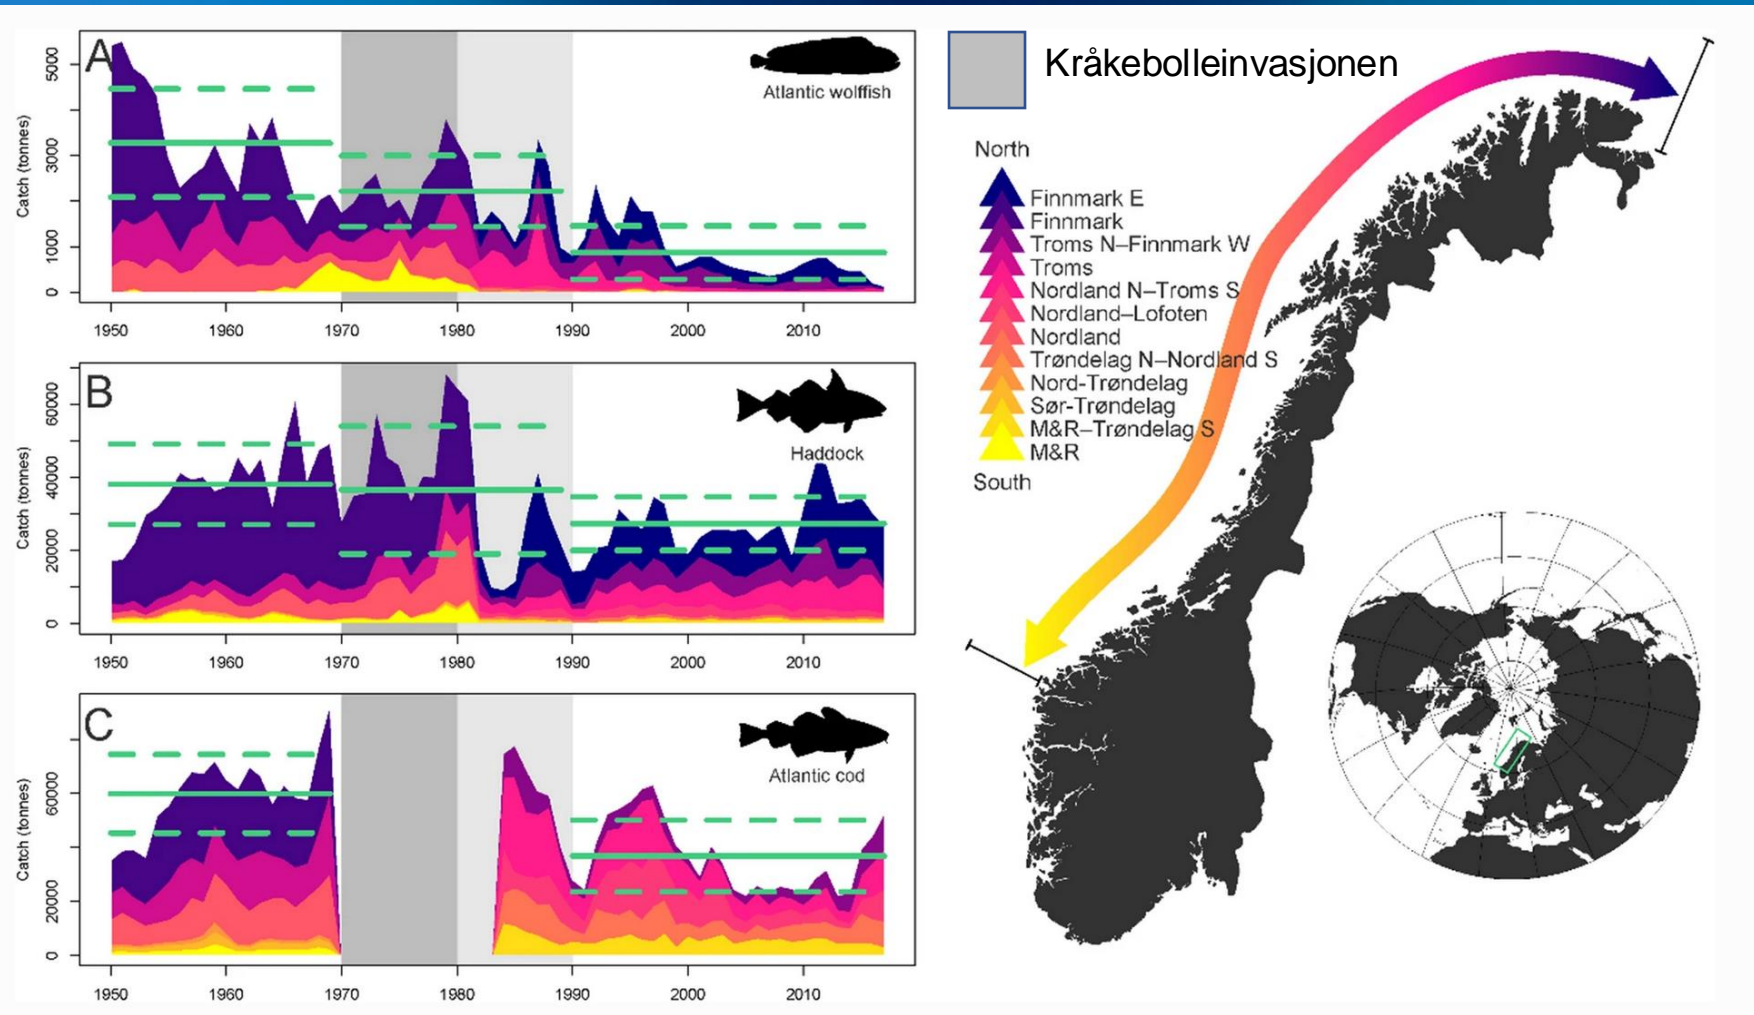 A
Atlantic wolffish
Catch (tonnes)
5000
3000
1000
0
1950 1960 1970 1980 1990 2000 2010
B
Haddock
Catch (tonnes)
60000
40000
20000
0
1950 1960 1970 1980 1990 2000 2010
C
Atlantic cod
Catch (tonnes)
60000
20000
0
1950 1960 1970 1980 1990 2000 2010
Kråkebolleinvasjonen
North
Finnmark E
Finnmark
Troms N–Finnmark W
Troms
Nordland N–Troms S
Nordland–Lofoten
Nordland
Trøndelag N–Nordland S
Nord-Trøndelag
Sør-Trøndelag
M&R–Trøndelag S
M&R
South